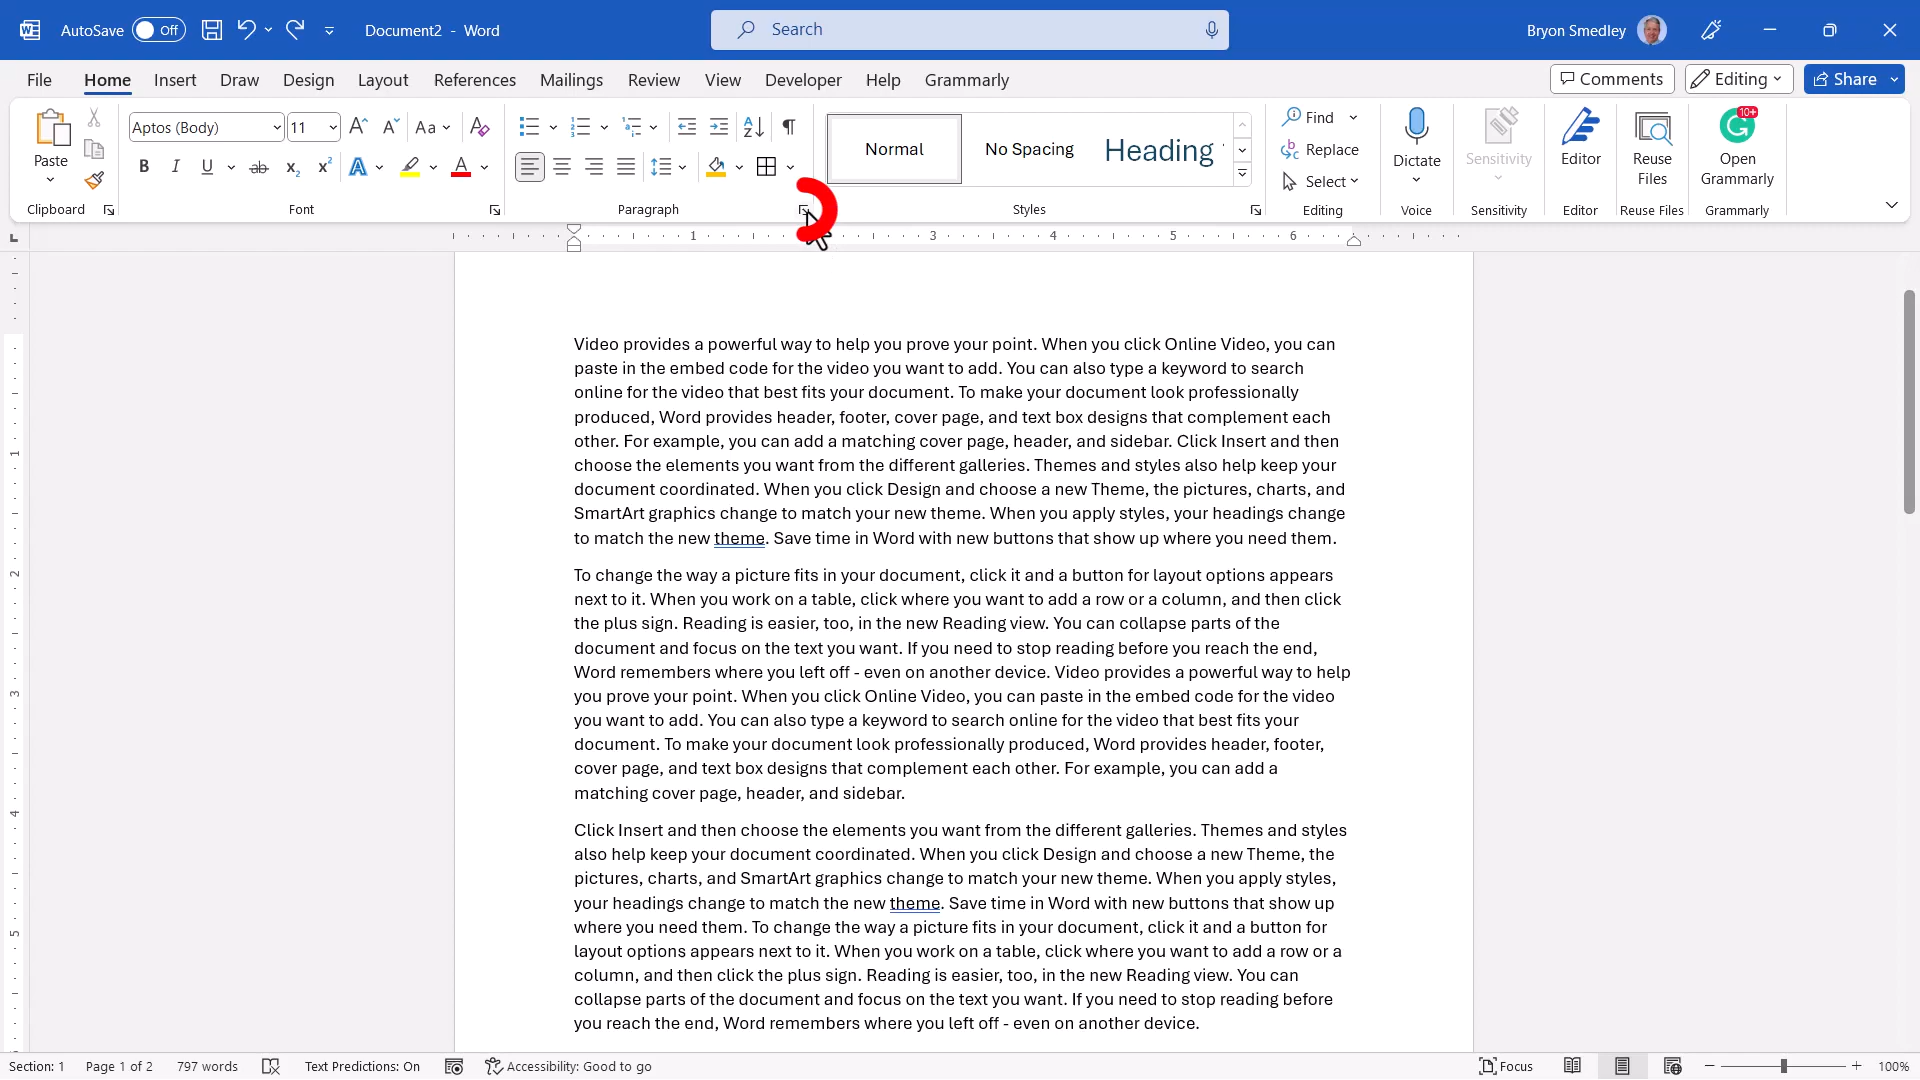 AutoSave Off Document2 - Word Search Bryon Smedley
File Home Insert Draw Design Layout References Mailings Review View Developer Help Grammarly Comments Editing Share
Aptos (Body) 11 Aa Normal No Spacing Heading Find
Paste B I U ab x2 x2 A A Dictate Sensitivity Editor Reuse Files Open Grammarly 10+
Replace
Select
Clipboard Font Paragraph Styles Editing Voice Sensitivity Editor Reuse Files Grammarly
1 3 4 5 6
Video provides a powerful way to help you prove your point. When you click Online Video, you can
paste in the embed code for the video you want to add. You can also type a keyword to search
online for the video that best fits your document. To make your document look professionally
produced, Word provides header, footer, cover page, and text box designs that complement each
other. For example, you can add a matching cover page, header, and sidebar. Click Insert and then
choose the elements you want from the different galleries. Themes and styles also help keep your
document coordinated. When you click Design and choose a new Theme, the pictures, charts, and
SmartArt graphics change to match your new theme. When you apply styles, your headings change
to match the new theme. Save time in Word with new buttons that show up where you need them.
To change the way a picture fits in your document, click it and a button for layout options appears
next to it. When you work on a table, click where you want to add a row or a column, and then click
the plus sign. Reading is easier, too, in the new Reading view. You can collapse parts of the
document and focus on the text you want. If you need to stop reading before you reach the end,
Word remembers where you left off - even on another device. Video provides a powerful way to help
you prove your point. When you click Online Video, you can paste in the embed code for the video
you want to add. You can also type a keyword to search online for the video that best fits your
document. To make your document look professionally produced, Word provides header, footer,
cover page, and text box designs that complement each other. For example, you can add a
matching cover page, header, and sidebar.
Click Insert and then choose the elements you want from the different galleries. Themes and styles
also help keep your document coordinated. When you click Design and choose a new Theme, the
pictures, charts, and SmartArt graphics change to match your new theme. When you apply styles,
your headings change to match the new theme. Save time in Word with new buttons that show up
where you need them. To change the way a picture fits in your document, click it and a button for
layout options appears next to it. When you work on a table, click where you want to add a row or a
column, and then click the plus sign. Reading is easier, too, in the new Reading view. You can
collapse parts of the document and focus on the text you want. If you need to stop reading before
you reach the end, Word remembers where you left off - even on another device.
1
2
3
4
5
Section: 1 Page 1 of 2 797 words Text Predictions: On Accessibility: Good to go Focus 100%